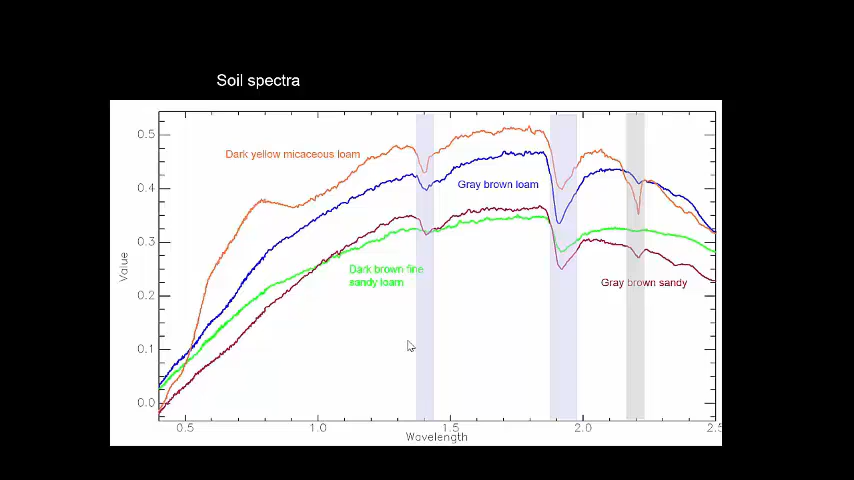 Soil spectra
0.5
Dark yellow micaceous loam
Gray brown loam
0.4
0.3
Dark brown fine
sandy loam
Gray brown sandy
Value
0.2
0.1
0.0
0.5 1.0 1.5 2.0 2.5
Wavelength